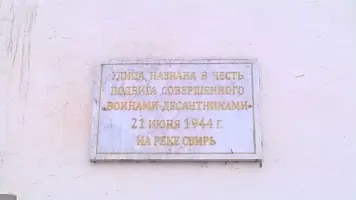 УЛИЦА НАЗВАНА В ЧЕСТЬ
ПОДВИГА СОВЕРШЕННОГО
„ВОИНАМИ-ДЕСАНТНИКАМИ"
21 ИЮНЯ 1944 Г.
НА РЕКЕ СВИРЬ